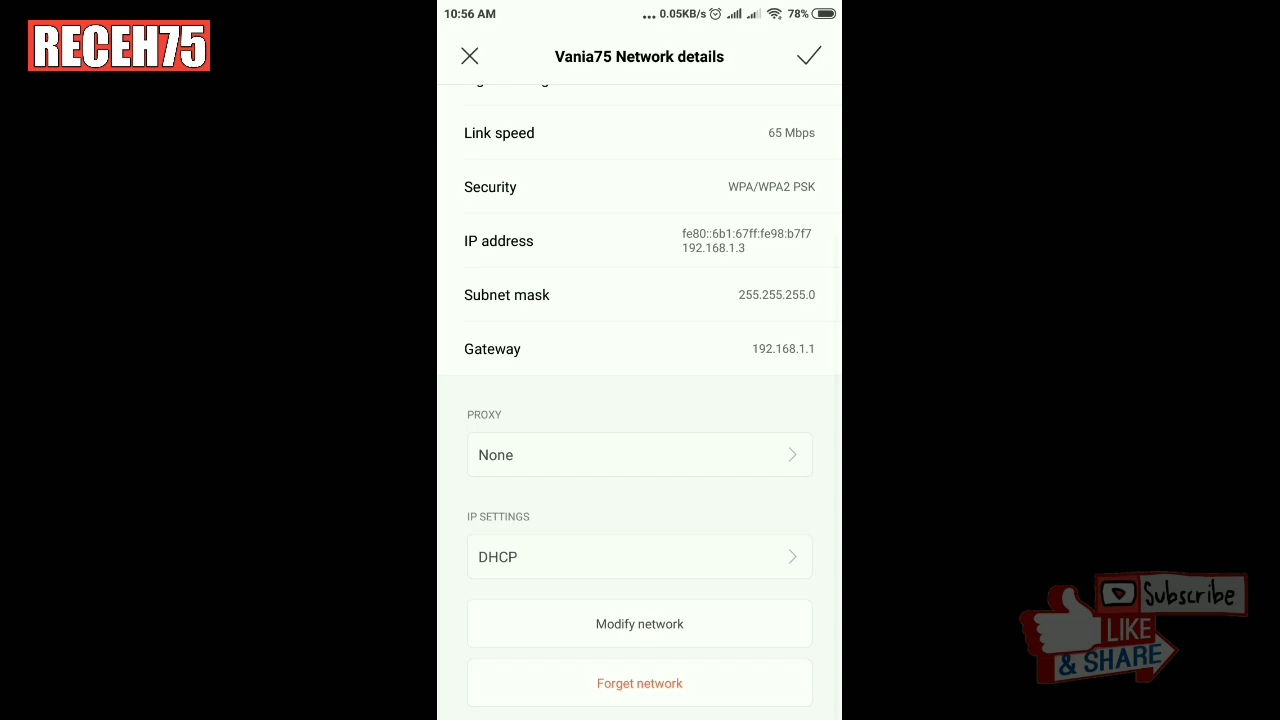 RECEH75
10:56 AM
... 0.05KB/s
78%
Vania75 Network details
Link speed
65 Mbps
Security
WPA/WPA2 PSK
IP address
fe80::6b1:67ff:fe98:b7f7
192.168.1.3
Subnet mask
255.255.255.0
Gateway
192.168.1.1
PROXY
None
IP SETTINGS
DHCP
Modify network
Forget network
Subscribe
LIKE
& SHARE